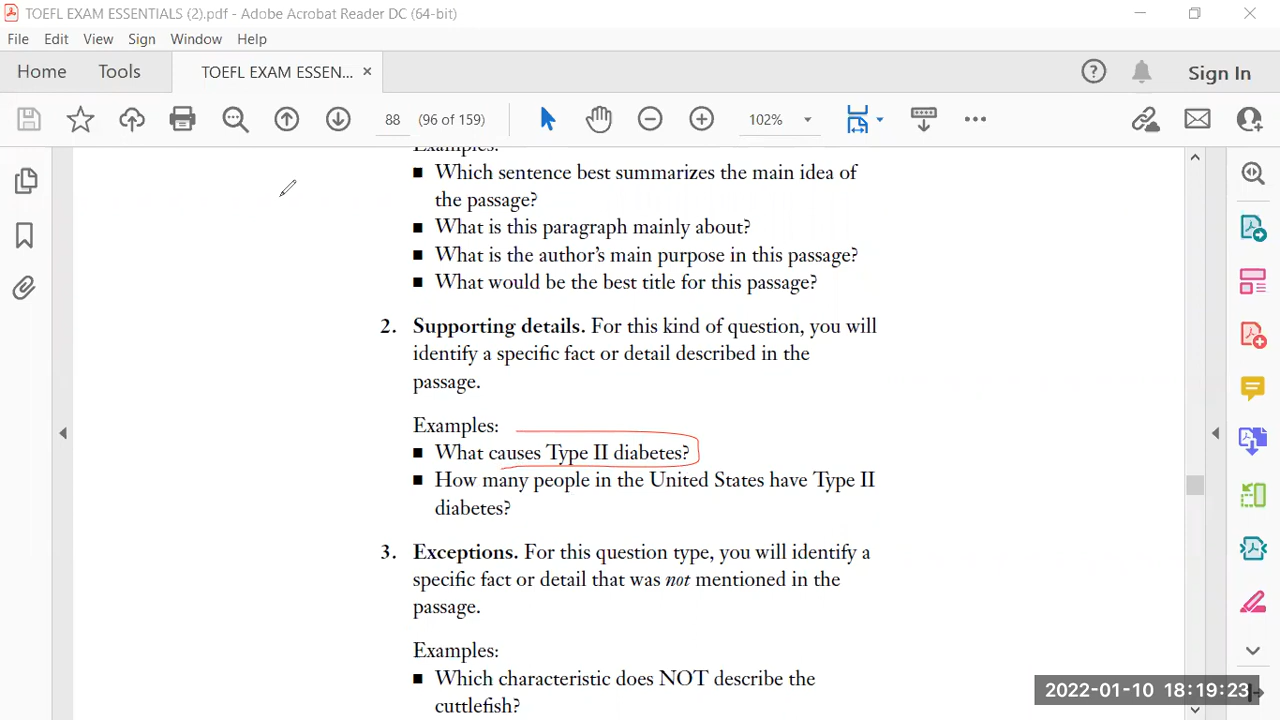 TOEFL EXAM ESSENTIALS (2).pdf - Adobe Acrobat Reader DC (64-bit)
File Edit View Sign Window Help
Home Tools TOEFL EXAM ESSEN... × Sign In
88 (96 of 159) 102%
Examples:
■ Which sentence best summarizes the main idea of
the passage?
■ What is this paragraph mainly about?
■ What is the author's main purpose in this passage?
■ What would be the best title for this passage?
2. Supporting details. For this kind of question, you will
identify a specific fact or detail described in the
passage.
Examples:
■ What causes Type II diabetes?
■ How many people in the United States have Type II
diabetes?
3. Exceptions. For this question type, you will identify a
specific fact or detail that was not mentioned in the
passage.
Examples:
■ Which characteristic does NOT describe the
cuttlefish?
2022-01-10 18:19:23